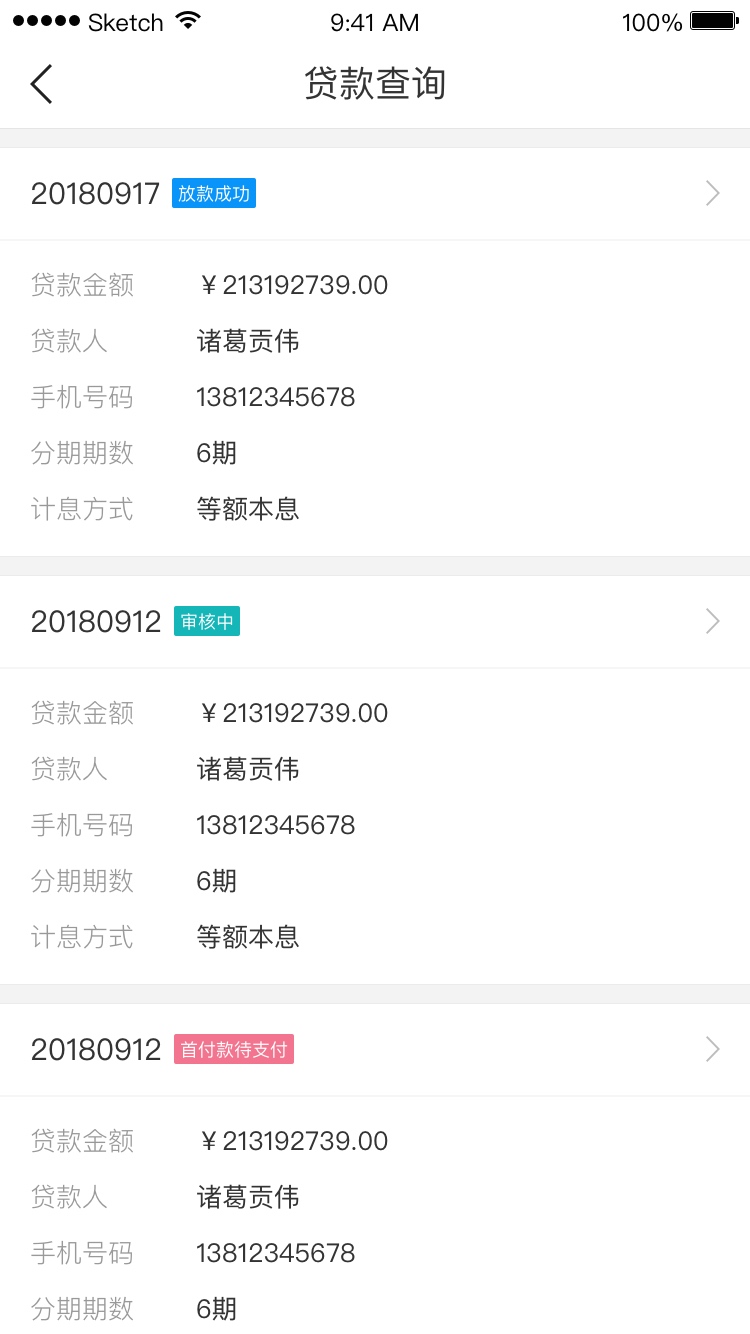 Sketch 9:41 AM 100%
贷款查询
20180917 放款成功
贷款金额 ¥213192739.00
贷款人 诸葛贡伟
手机号码 13812345678
分期期数 6期
计息方式 等额本息
20180912 审核中
贷款金额 ¥213192739.00
贷款人 诸葛贡伟
手机号码 13812345678
分期期数 6期
计息方式 等额本息
20180912 首付款待支付
贷款金额 ¥213192739.00
贷款人 诸葛贡伟
手机号码 13812345678
分期期数 6期